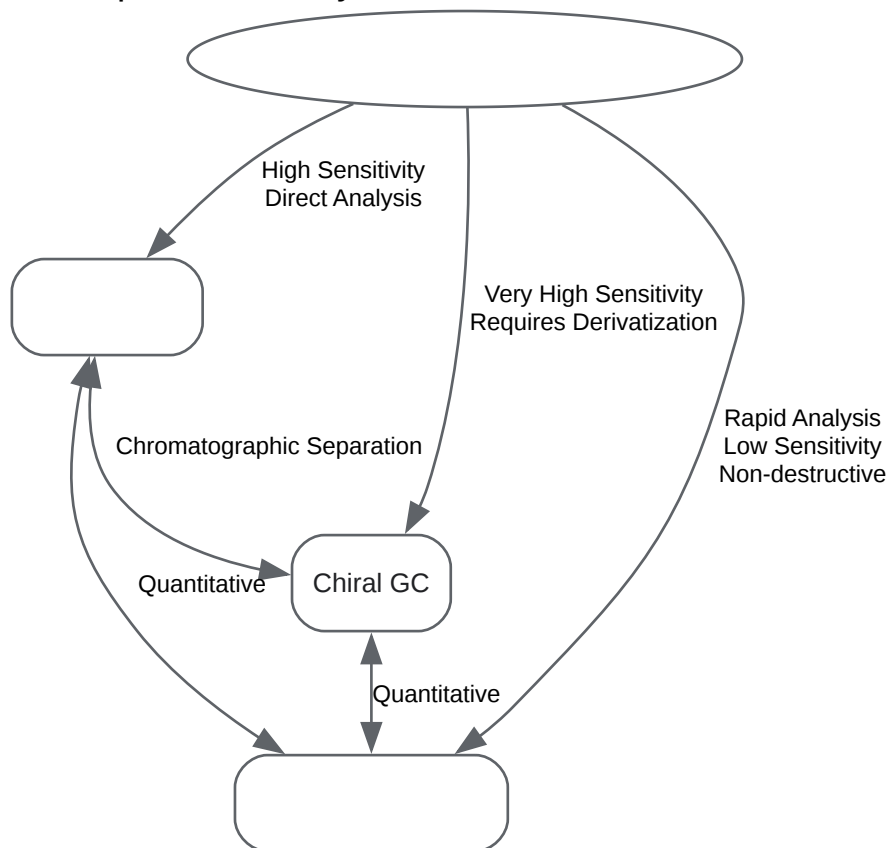 High Sensitivity
Direct Analysis
Very High Sensitivity
Requires Derivatization
Rapid Analysis
Low Sensitivity
Non-destructive
Chromatographic Separation
Quantitative
Chiral GC
Quantitative